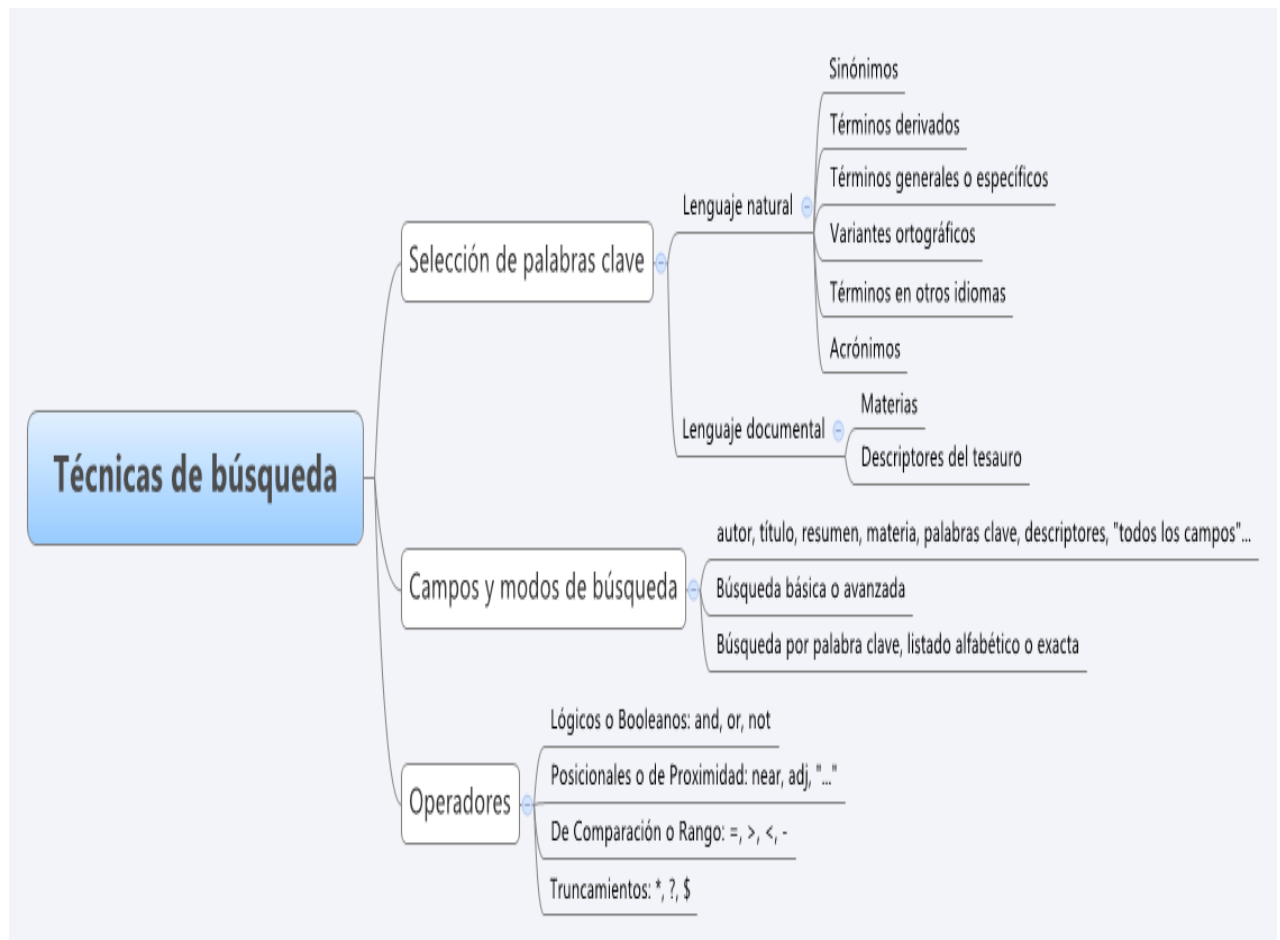 Técnicas de búsqueda
Selección de palabras clave
Lenguaje natural
Sinónimos
Términos derivados
Términos generales o específicos
Variantes ortográficos
Términos en otros idiomas
Acrónimos
Lenguaje documental
Materias
Descriptores del tesauro
Campos y modos de búsqueda
autor, título, resumen, materia, palabras clave, descriptores, "todos los campos"...
Búsqueda básica o avanzada
Búsqueda por palabra clave, listado alfabético o exacta
Operadores
Lógicos o Booleanos: and, or, not
Posicionales o de Proximidad: near, adj, "..."
De Comparación o Rango: =, >, <, -
Truncamientos: *, ?, $